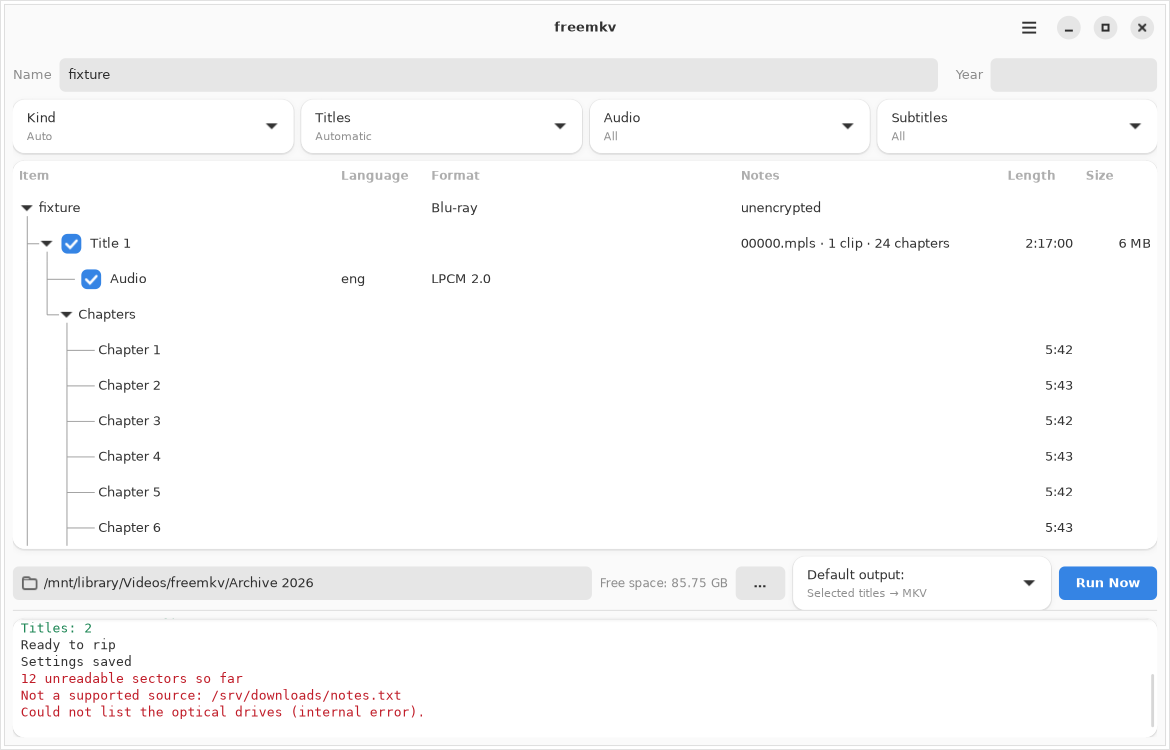 freemkv
Name fixture Year
Kind Titles Audio Subtitles
Auto Automatic All All
Item Language Format Notes Length Size
fixture Blu-ray unencrypted
Title 1 00000.mpls · 1 clip · 24 chapters 2:17:00 6 MB
Audio eng LPCM 2.0
Chapters
Chapter 1 5:42
Chapter 2 5:43
Chapter 3 5:42
Chapter 4 5:43
Chapter 5 5:42
Chapter 6 5:43
/mnt/library/Videos/freemkv/Archive 2026 Free space: 85.75 GB ... Default output: Run Now
Selected titles → MKV
Titles: 2
Ready to rip
Settings saved
12 unreadable sectors so far
Not a supported source: /srv/downloads/notes.txt
Could not list the optical drives (internal error).